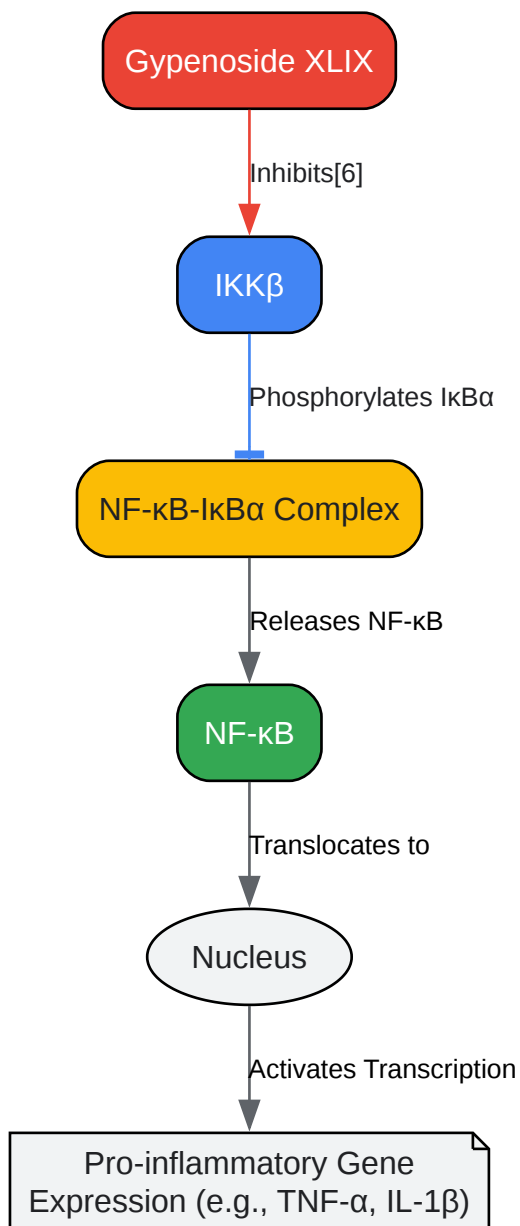 Gypenoside XLIX
Inhibits[6]
IKKβ
Phosphorylates IκBα
NF-κB-IκBα Complex
Releases NF-κB
NF-κB
Translocates to
Nucleus
Activates Transcription
Pro-inflammatory Gene
Expression (e.g., TNF-α, IL-1β)